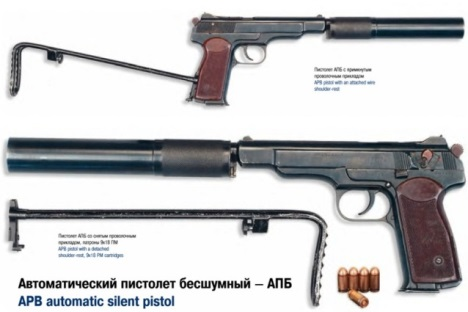 Пистолет АПБ с примкнутым
проволочным прикладом
APB pistol with an attached wire
shoulder-rest
Пистолет АПБ со снятым проволочным
прикладом, патроны 9х18 ПМ
APB pistol with a detached
shoulder-rest, 9x18 PM cartridges
Автоматический пистолет бесшумный – АПБ
APB automatic silent pistol